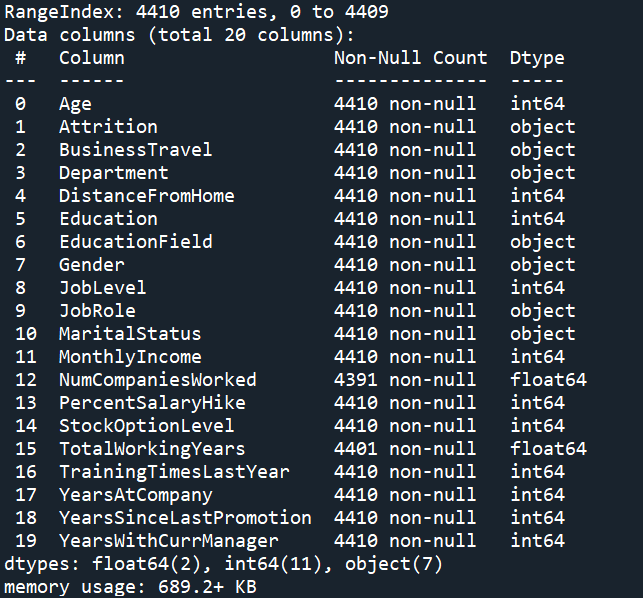 RangeIndex: 4410 entries, 0 to 4409
Data columns (total 20 columns):
 #   Column                   Non-Null Count  Dtype
---  ------                   --------------  -----
 0   Age                      4410 non-null   int64
 1   Attrition                4410 non-null   object
 2   BusinessTravel           4410 non-null   object
 3   Department               4410 non-null   object
 4   DistanceFromHome         4410 non-null   int64
 5   Education                4410 non-null   int64
 6   EducationField           4410 non-null   object
 7   Gender                   4410 non-null   object
 8   JobLevel                 4410 non-null   int64
 9   JobRole                  4410 non-null   object
 10  MaritalStatus            4410 non-null   object
 11  MonthlyIncome            4410 non-null   int64
 12  NumCompaniesWorked       4391 non-null   float64
 13  PercentSalaryHike        4410 non-null   int64
 14  StockOptionLevel         4410 non-null   int64
 15  TotalWorkingYears        4401 non-null   float64
 16  TrainingTimesLastYear    4410 non-null   int64
 17  YearsAtCompany           4410 non-null   int64
 18  YearsSinceLastPromotion  4410 non-null   int64
 19  YearsWithCurrManager     4410 non-null   int64
dtypes: float64(2), int64(11), object(7)
memory usage: 689.2+ KB